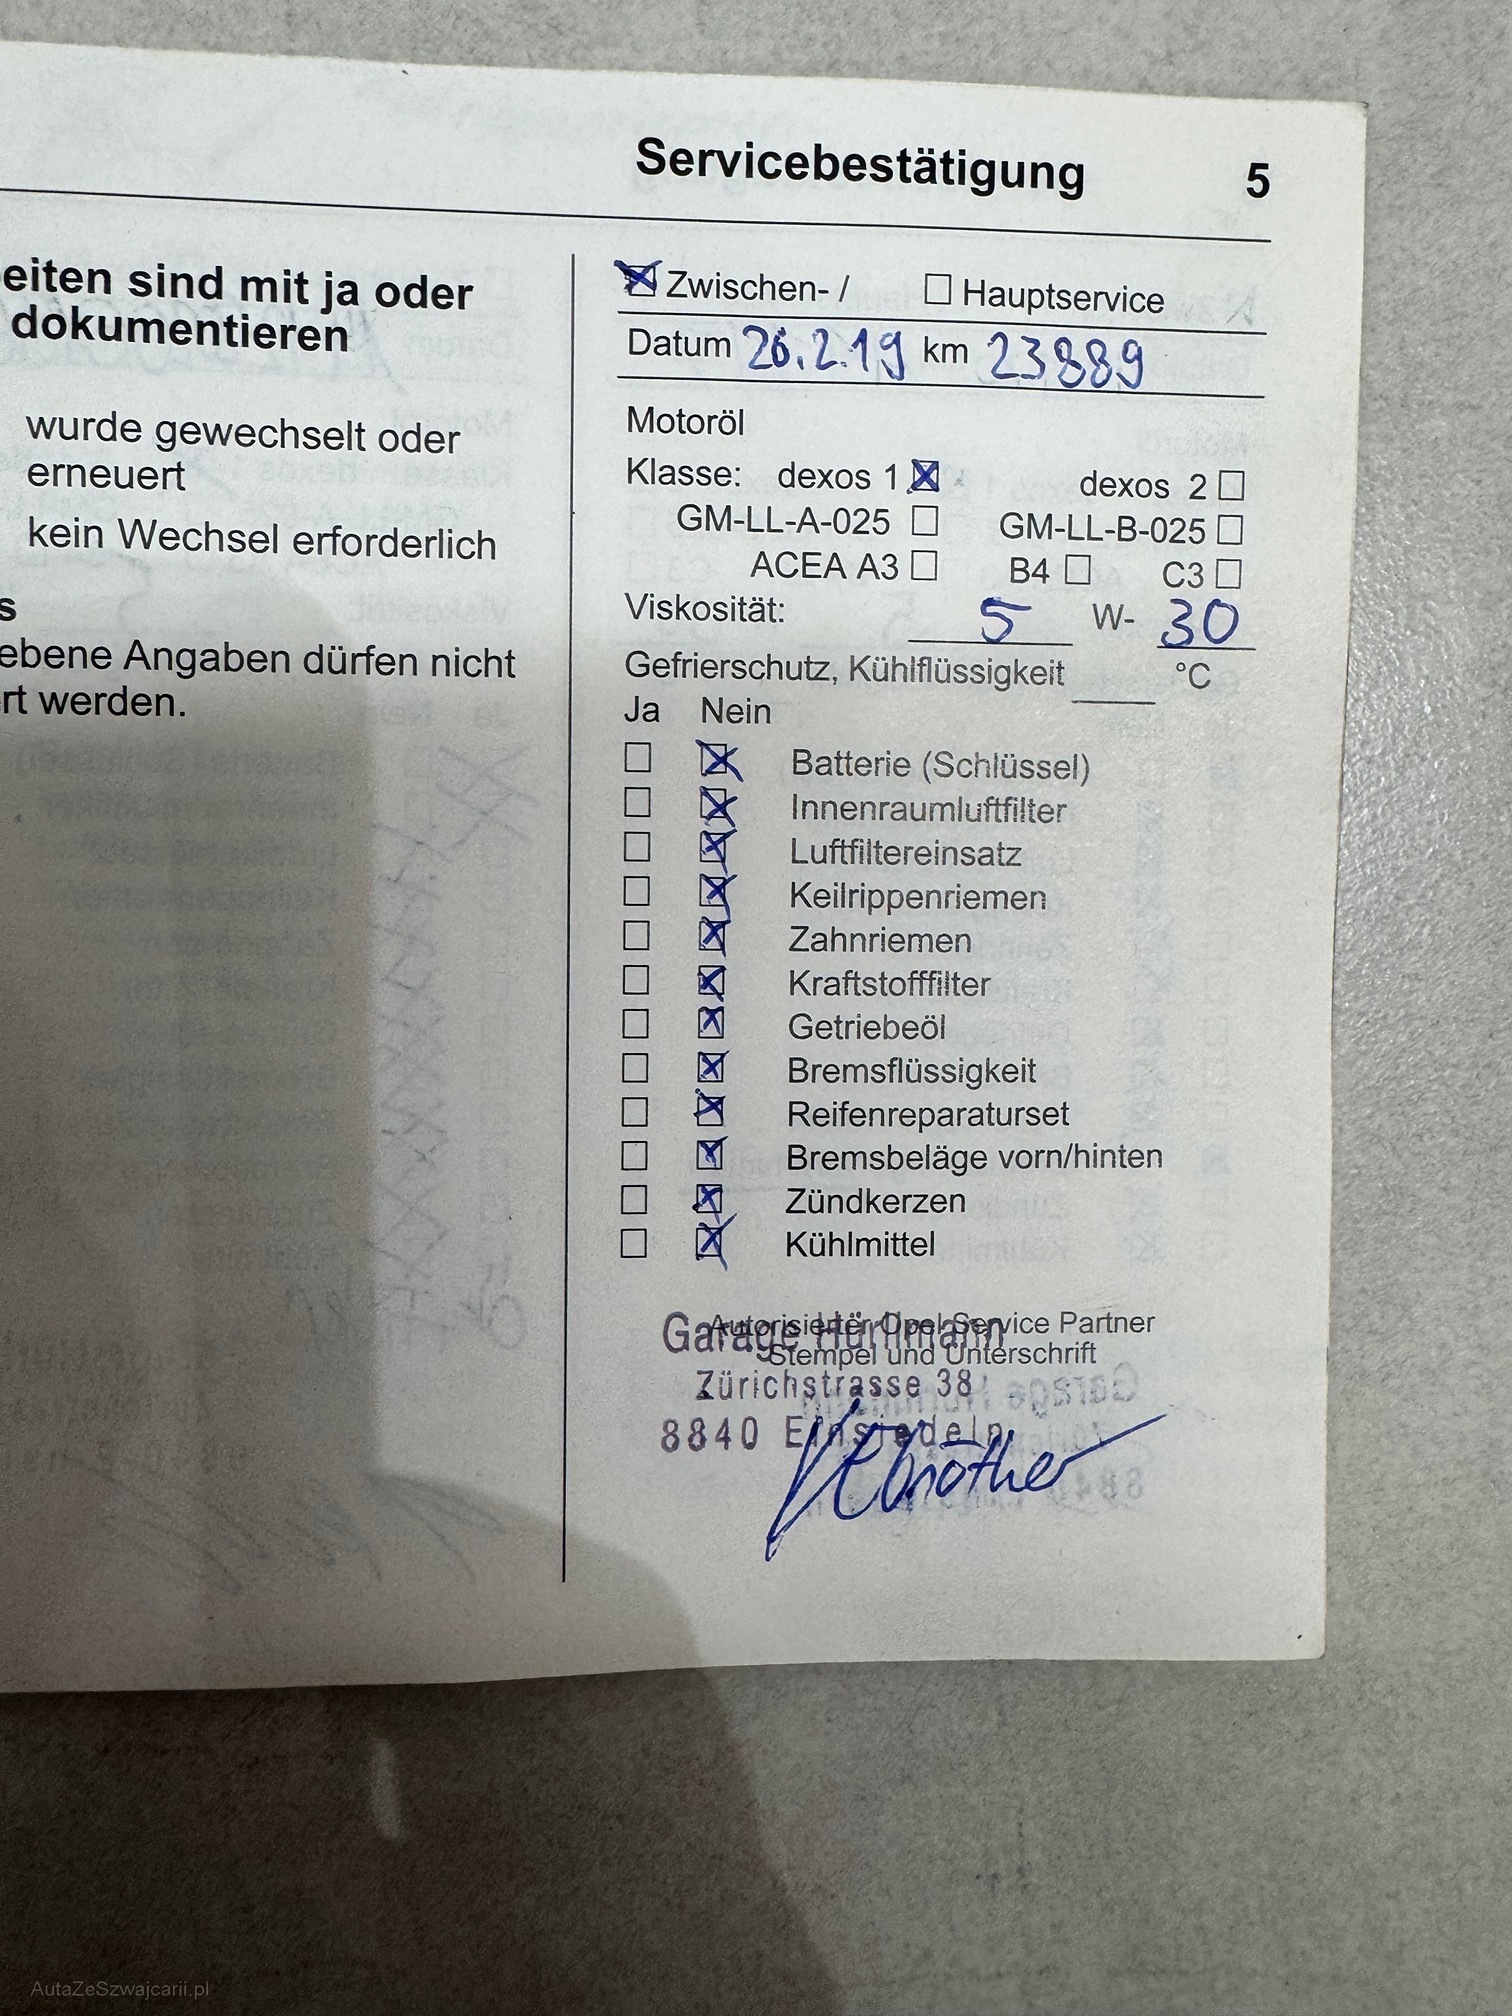 Servicebestätigung 5
eiten sind mit ja oder
dokumentieren
wurde gewechselt oder
erneuert
kein Wechsel erforderlich
s
ebene Angaben dürfen nicht
rt werden.
Zwischen- / Hauptservice
Datum 26.2.19 km 23889
Motoröl
Klasse: dexos 1 dexos 2
GM-LL-A-025 GM-LL-B-025
ACEA A3 B4 C3
Viskosität: 5 W- 30
Gefrierschutz, Kühlflüssigkeit °C
Ja Nein
Batterie (Schlüssel)
Innenraumluftfilter
Luftfiltereinsatz
Keilrippenriemen
Zahnriemen
Kraftstofffilter
Getriebeöl
Bremsflüssigkeit
Reifenreparaturset
Bremsbeläge vorn/hinten
Zündkerzen
Kühlmittel
Autorisierter Opel Service Partner
Stempel und Unterschrift
Garage
Zürichstrasse 38
8840 Einsiedeln
AutaZeSzwajcarii.pl